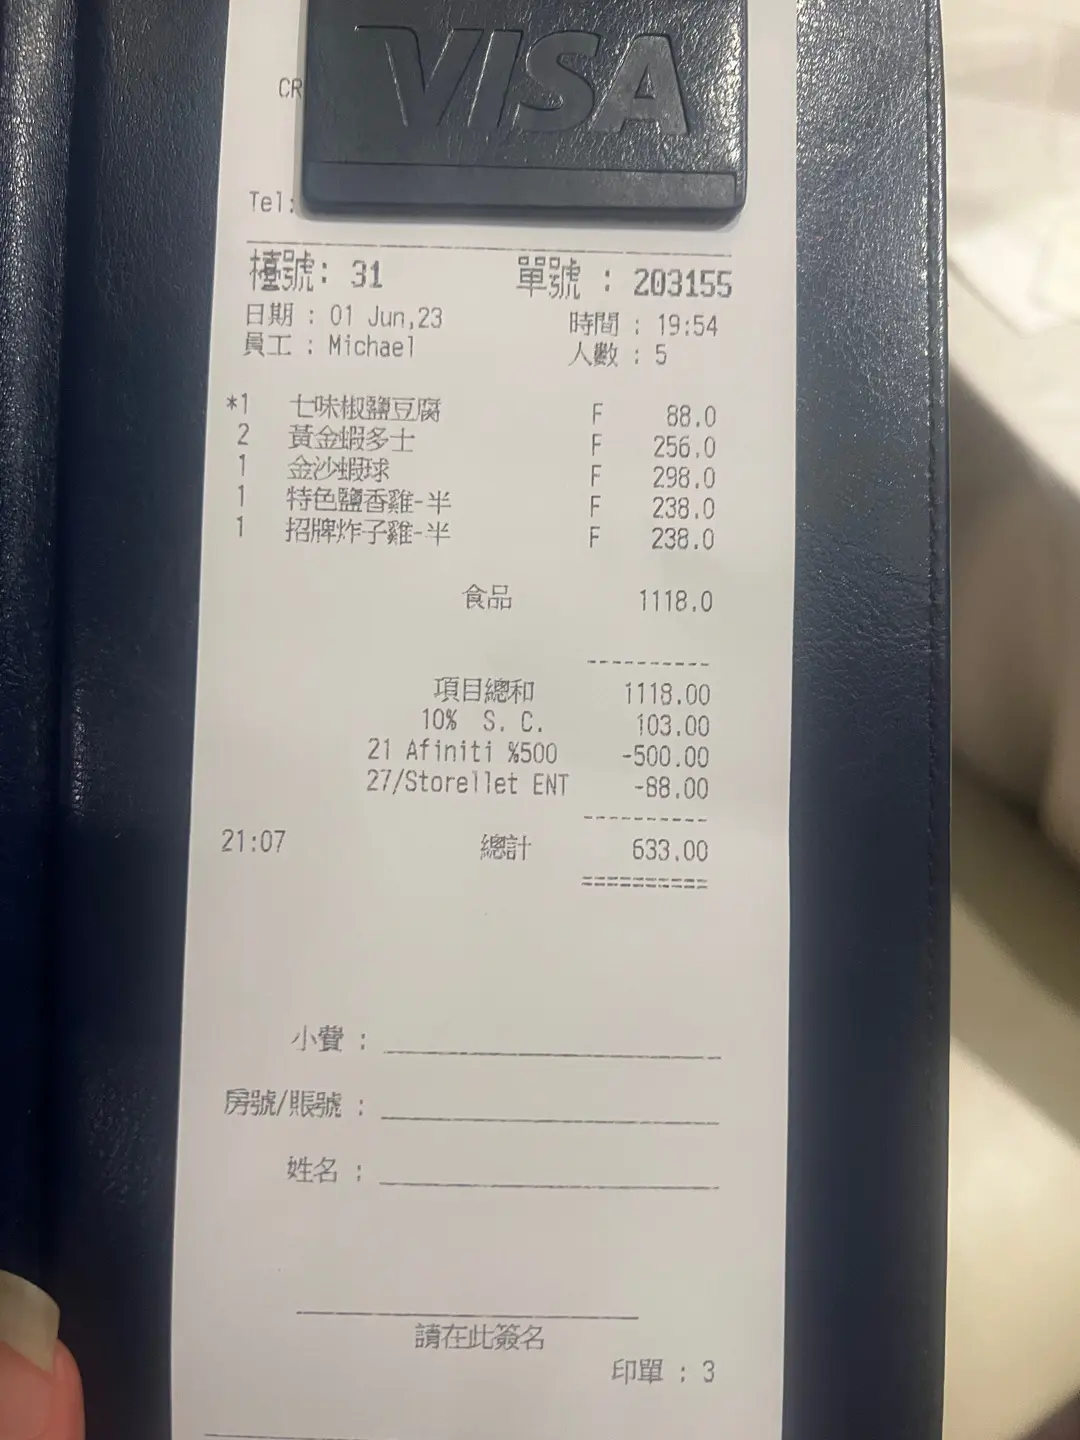 VISA
CR
Tel:
檯號: 31 單號 : 203155
日期 : 01 Jun,23 時間 : 19:54
員工 : Michael 人數 : 5
*1 七味椒鹽豆腐 F 88.0
2 黃金蝦多士 F 256.0
1 金沙蝦球 F 298.0
1 特色鹽香雞-半 F 238.0
1 招牌炸子雞-半 F 238.0
食品 1118.0
項目總和 1118.00
10% S. C. 103.00
21 Afiniti %500 -500.00
27/Storellet ENT -88.00
21:07 總計 633.00
小費 :
房號/賬號 :
姓名 :
請在此簽名
印單 : 3